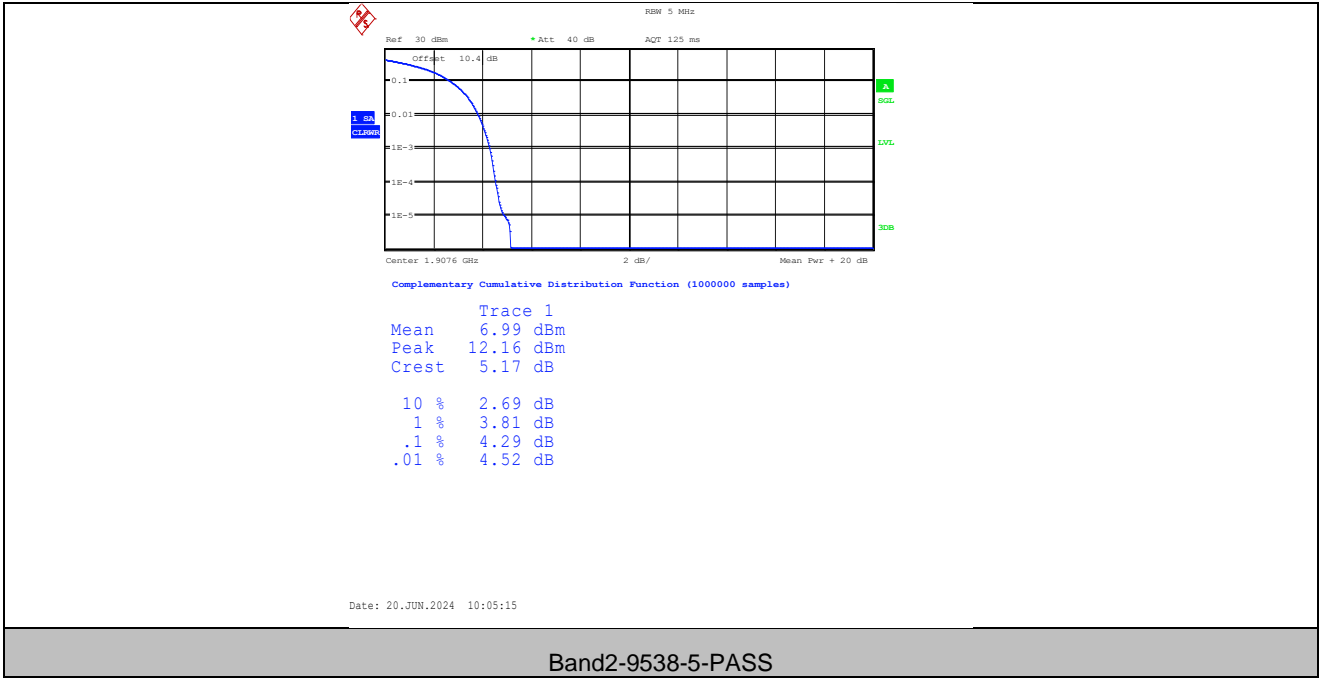 RBW 5 MHz
Ref 30 dBm *Att 40 dB AQT 125 ms
Offset 10.4 dB
0.1
A
SGL
1 SA
0.01
CLRWR
1E-3
LVL
1E-4
1E-5
3DB
Center 1.9076 GHz 2 dB/ Mean Pwr + 20 dB
Complementary Cumulative Distribution Function (1000000 samples)
Trace 1
Mean 6.99 dBm
Peak 12.16 dBm
Crest 5.17 dB
10 % 2.69 dB
1 % 3.81 dB
.1 % 4.29 dB
.01 % 4.52 dB
Date: 20.JUN.2024 10:05:15
Band2-9538-5-PASS